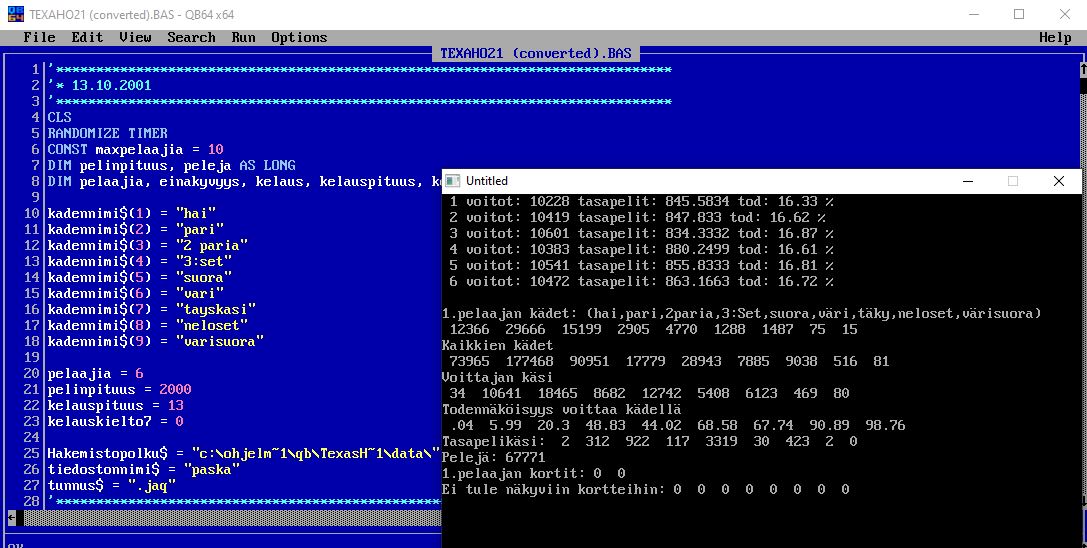 TEXAHO21 (converted).BAS - QB64 x64
File Edit View Search Run Options Help
TEXAHO21 (converted).BAS
1 '********************************************************************************
2 '* 13.10.2001
3 '********************************************************************************
4 CLS
5 RANDOMIZE TIMER
6 CONST maxpelaajia = 10
7 DIM pelinpituus, peleja AS LONG
8 DIM pelaajia, einakyvyys, kelaus, kelauspituus,
9
10 kadennimi$(1) = "hai"
11 kadennimi$(2) = "pari"
12 kadennimi$(3) = "2 paria"
13 kadennimi$(4) = "3:set"
14 kadennimi$(5) = "suora"
15 kadennimi$(6) = "vari"
16 kadennimi$(7) = "tayskasi"
17 kadennimi$(8) = "neloset"
18 kadennimi$(9) = "varisuora"
19
20 pelaajia = 6
21 pelinpituus = 2000
22 kelauspituus = 13
23 kelauskielto7 = 0
24
25 Hakemistopolku$ = "c:\ohjelm~1\qb\TexasH~1\data\"
26 tiedostonnimi$ = "paska"
27 tunnus$ = ".jaq"
28 '****************************************************
Untitled
1 voitot: 10228 tasapelit: 845.5834 tod: 16.33 %
2 voitot: 10419 tasapelit: 847.833 tod: 16.62 %
3 voitot: 10601 tasapelit: 834.3332 tod: 16.87 %
4 voitot: 10383 tasapelit: 880.2499 tod: 16.61 %
5 voitot: 10541 tasapelit: 855.8333 tod: 16.81 %
6 voitot: 10472 tasapelit: 863.1663 tod: 16.72 %
1.pelaajan kädet: (hai,pari,2paria,3:Set,suora,väri,täky,neloset,värisuora)
12366 29666 15199 2905 4770 1288 1487 75 15
Kaikkien kädet
73965 177468 90951 17779 28943 7885 9038 516 81
Voittajan käsi
34 10641 18465 8682 12742 5408 6123 469 80
Todennäköisyys voittaa kädellä
.04 5.99 20.3 48.83 44.02 68.58 67.74 90.89 98.76
Tasapelikäsi: 2 312 922 117 3319 30 423 2 0
Pelejä: 67771
1.pelaajan kortit: 0 0
Ei tule näkyviin kortteihin: 0 0 0 0 0 0 0 0